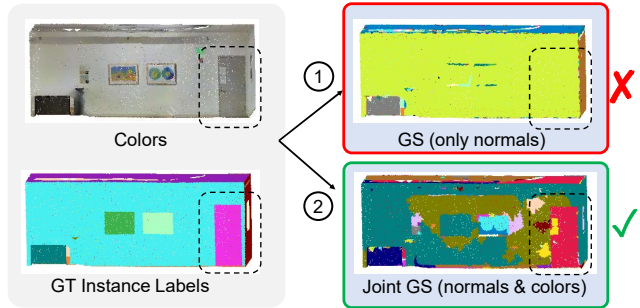 Colors
GT Instance Labels
1
2
GS (only normals)
Joint GS (normals & colors)